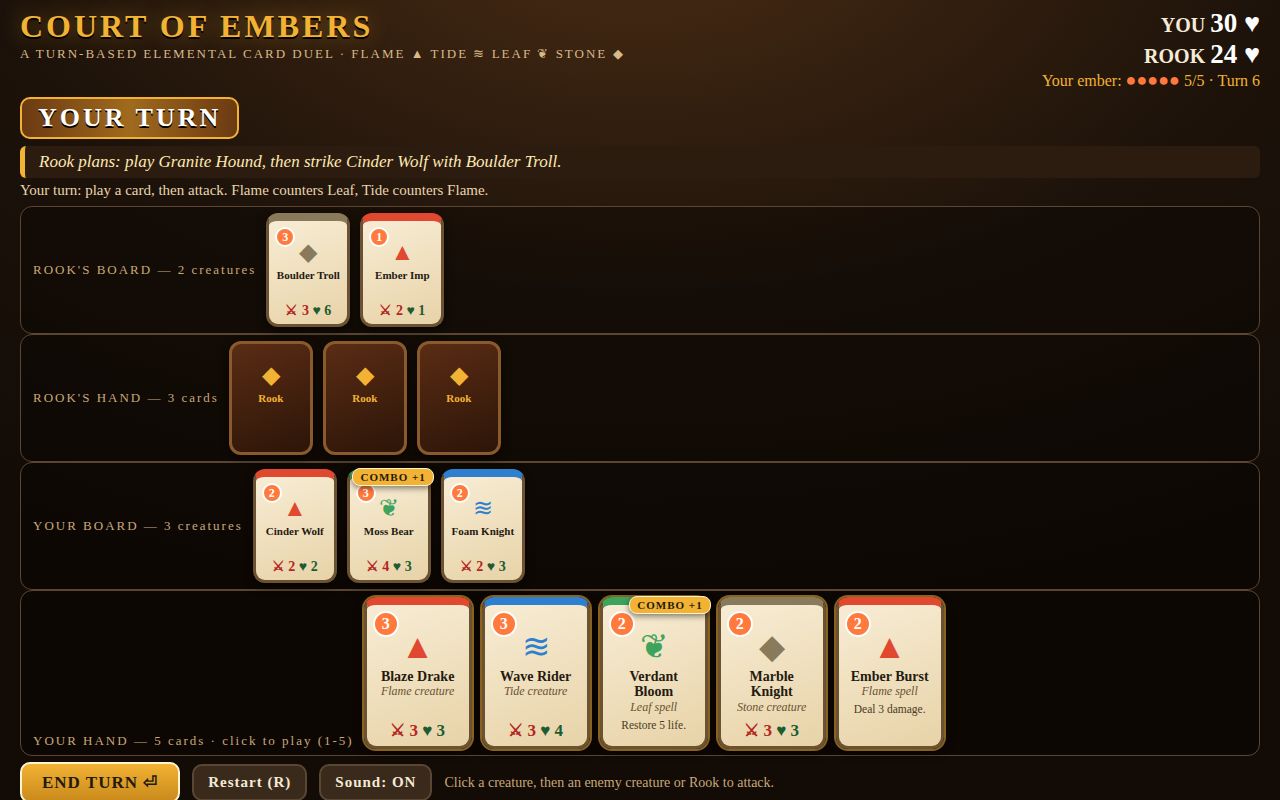 COURT OF EMBERS
A TURN-BASED ELEMENTAL CARD DUEL · FLAME ▲ TIDE ≋ LEAF ❦ STONE ◆
YOU 30 ♥
ROOK 24 ♥
Your ember: ●●●●● 5/5 · Turn 6
YOUR TURN
Rook plans: play Granite Hound, then strike Cinder Wolf with Boulder Troll.
Your turn: play a card, then attack. Flame counters Leaf, Tide counters Flame.
ROOK'S BOARD — 2 creatures
3
◆
Boulder Troll
⚔ 3 ♥ 6
1
▲
Ember Imp
⚔ 2 ♥ 1
ROOK'S HAND — 3 cards
◆
Rook
◆
Rook
◆
Rook
YOUR BOARD — 3 creatures
2
▲
Cinder Wolf
⚔ 2 ♥ 2
COMBO +1
3
❦
Moss Bear
⚔ 4 ♥ 3
2
≋
Foam Knight
⚔ 2 ♥ 3
YOUR HAND — 5 cards · click to play (1-5)
3
▲
Blaze Drake
Flame creature
⚔ 3 ♥ 3
3
≋
Wave Rider
Tide creature
⚔ 3 ♥ 4
COMBO +1
2
❦
Verdant
Bloom
Leaf spell
Restore 5 life.
2
◆
Marble
Knight
Stone creature
⚔ 3 ♥ 3
2
▲
Ember Burst
Flame spell
Deal 3 damage.
END TURN ⏎
Restart (R)
Sound: ON
Click a creature, then an enemy creature or Rook to attack.